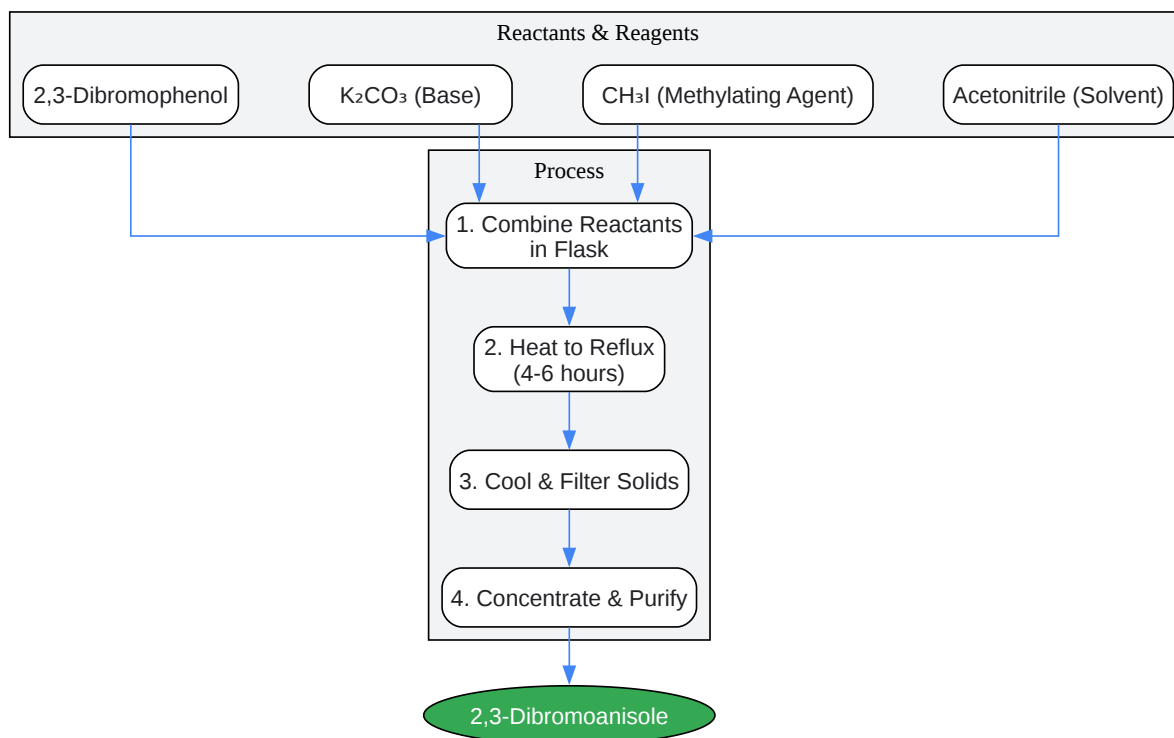 Reactants & Reagents
2,3-Dibromophenol
K₂CO₃ (Base)
CH₃I (Methylating Agent)
Acetonitrile (Solvent)
Process
1. Combine Reactants
in Flask
2. Heat to Reflux
(4-6 hours)
3. Cool & Filter Solids
4. Concentrate & Purify
2,3-Dibromoanisole